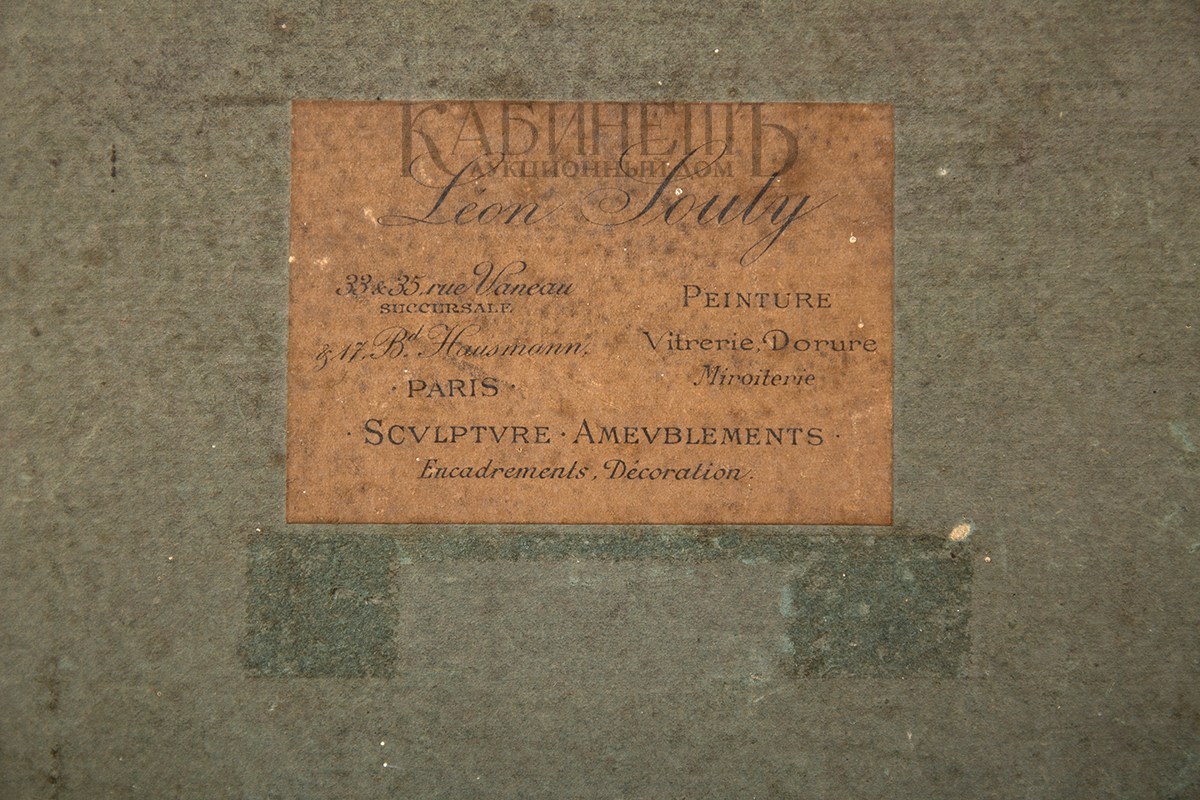 КАБИНЕТЪ
АУКЦИОННЫЙ ДОМ
Léon Souby
33 & 35, rue Vaneau
SUCCURSALE
& 17, Bd. Hausmann,
· PARIS ·
PEINTURE
Vitrerie, Dorure
Miroiterie
· SCVLPTVRE · AMEVBLEMENTS ·
Encadrements, Décoration.